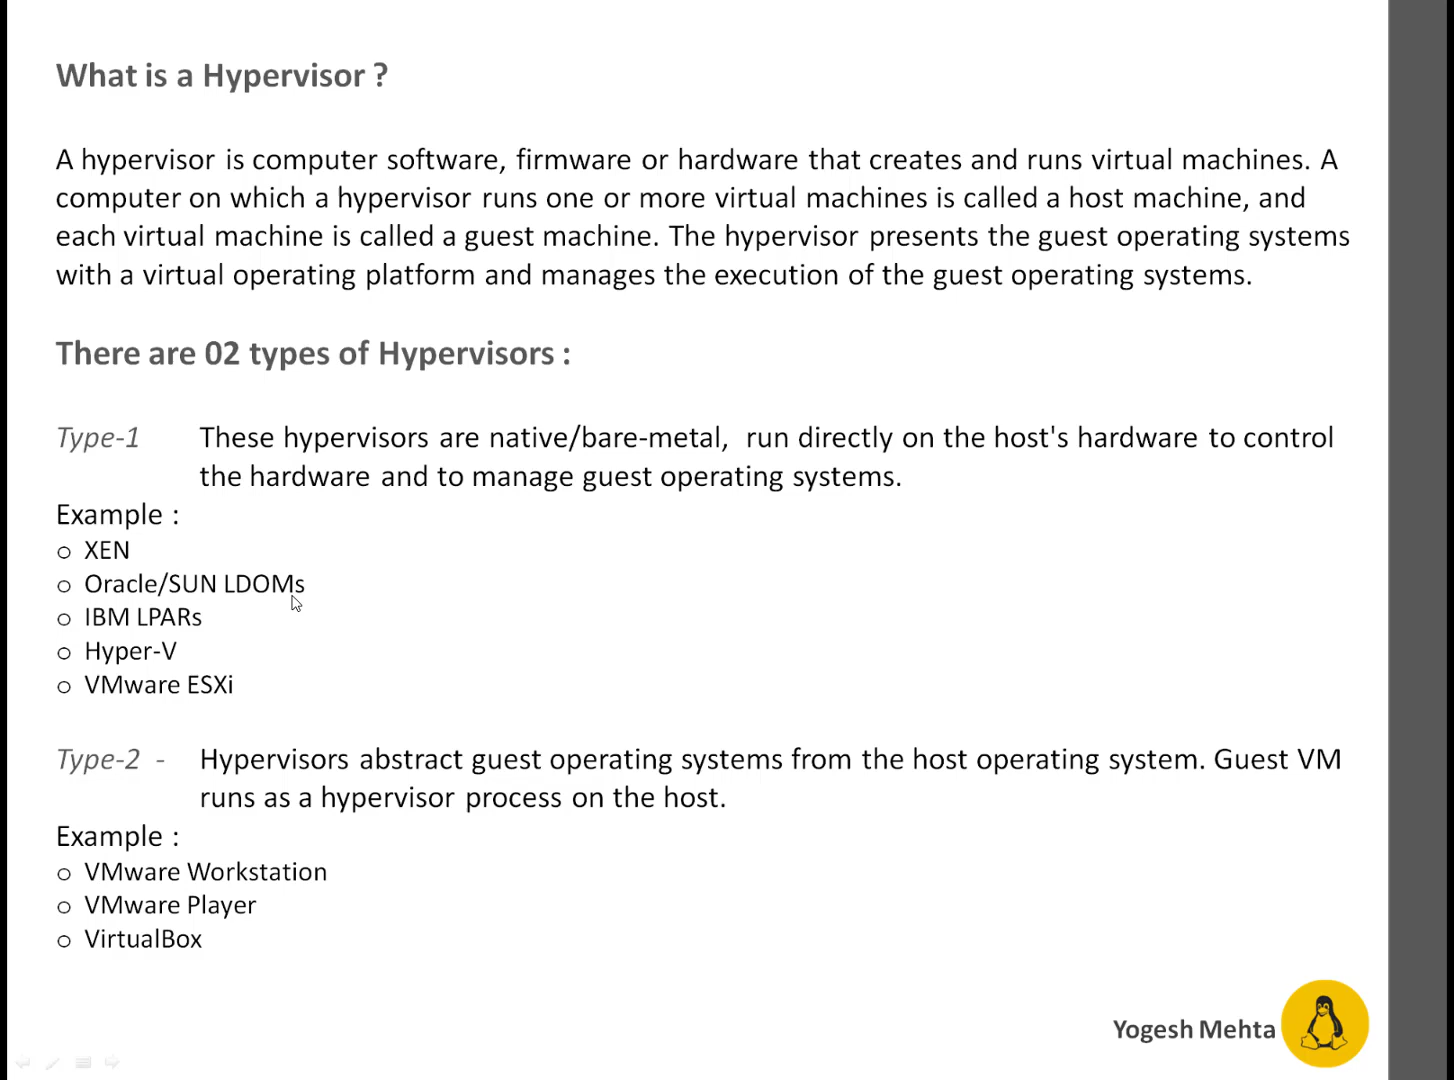 What is a Hypervisor ?
A hypervisor is computer software, firmware or hardware that creates and runs virtual machines. A
computer on which a hypervisor runs one or more virtual machines is called a host machine, and
each virtual machine is called a guest machine. The hypervisor presents the guest operating systems
with a virtual operating platform and manages the execution of the guest operating systems.
There are 02 types of Hypervisors :
Type-1 These hypervisors are native/bare-metal, run directly on the host's hardware to control
the hardware and to manage guest operating systems.
Example :
o XEN
o Oracle/SUN LDOMs
o IBM LPARs
o Hyper-V
o VMware ESXi
Type-2 - Hypervisors abstract guest operating systems from the host operating system. Guest VM
runs as a hypervisor process on the host.
Example :
o VMware Workstation
o VMware Player
o VirtualBox
Yogesh Mehta